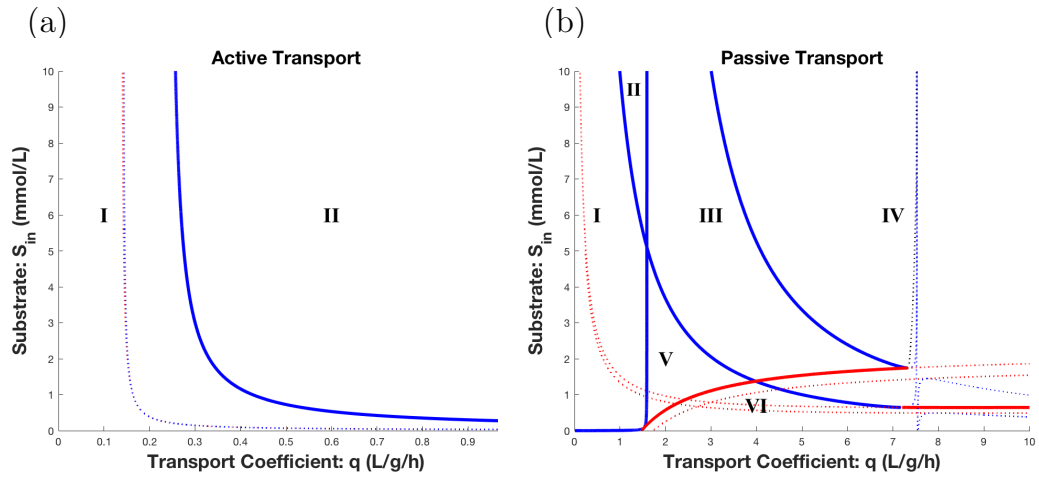 (a)
Active Transport
Substrate: S_in (mmol/L)
10
9
8
7
6
5
4
3
2
1
0
I
II
0 0.1 0.2 0.3 0.4 0.5 0.6 0.7 0.8 0.9
Transport Coefficient: q (L/g/h)
(b)
Passive Transport
Substrate: S_in (mmol/L)
10
9
8
7
6
5
4
3
2
1
0
II
I
III
IV
V
VI
0 1 2 3 4 5 6 7 8 9 10
Transport Coefficient: q (L/g/h)